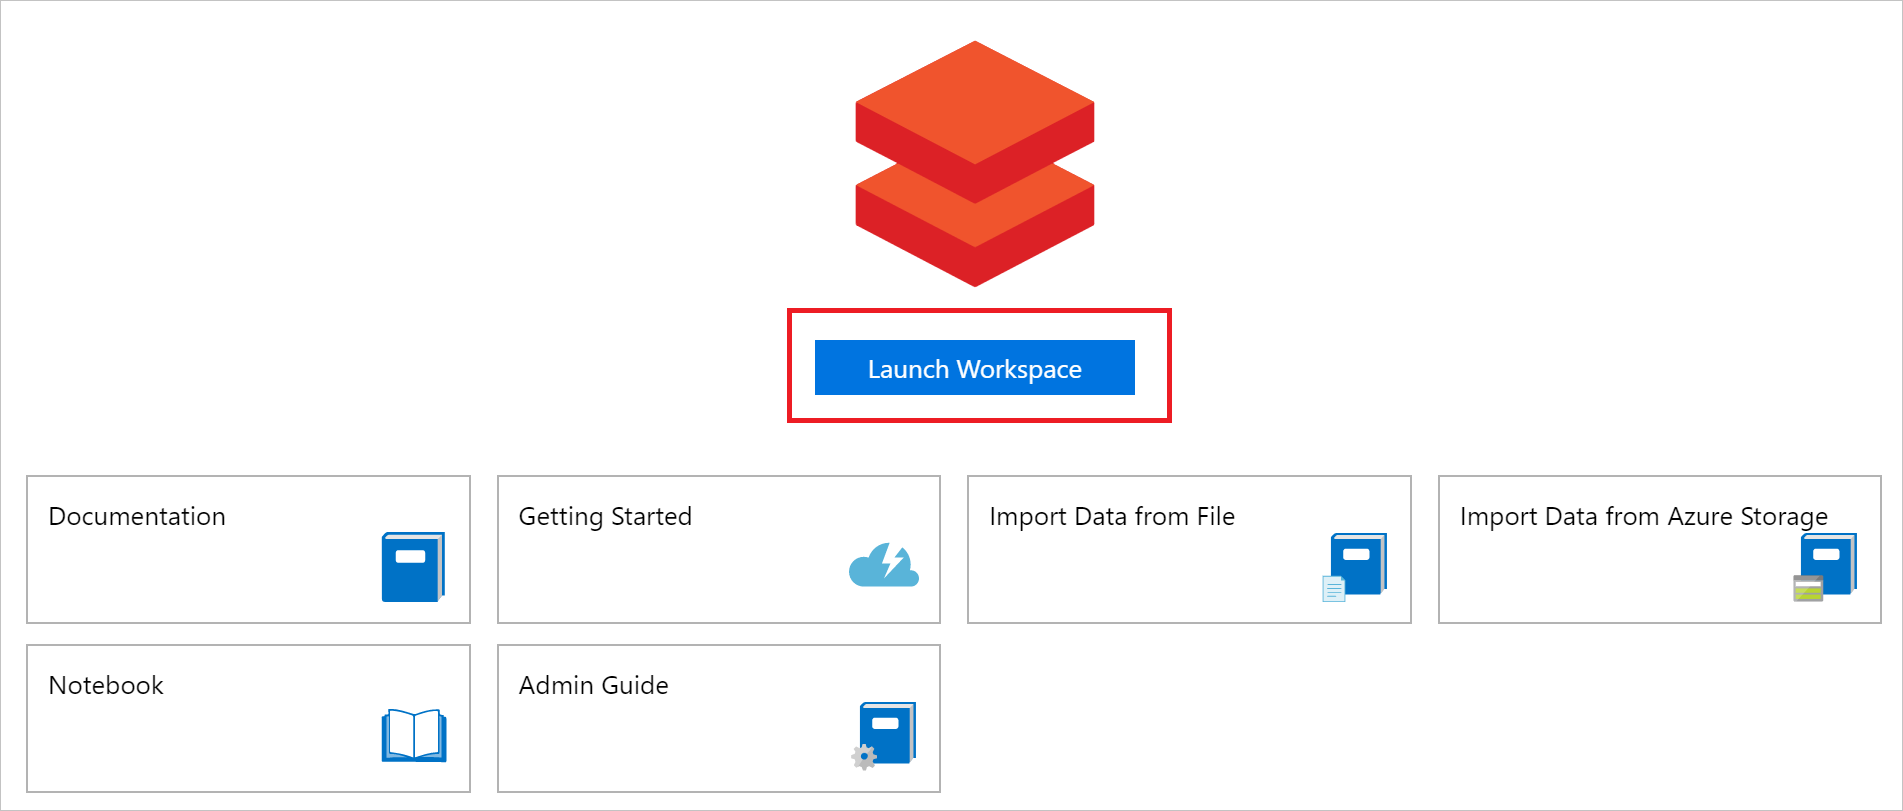 Launch Workspace
Documentation
Getting Started
Import Data from File
Import Data from Azure Storage
Notebook
Admin Guide